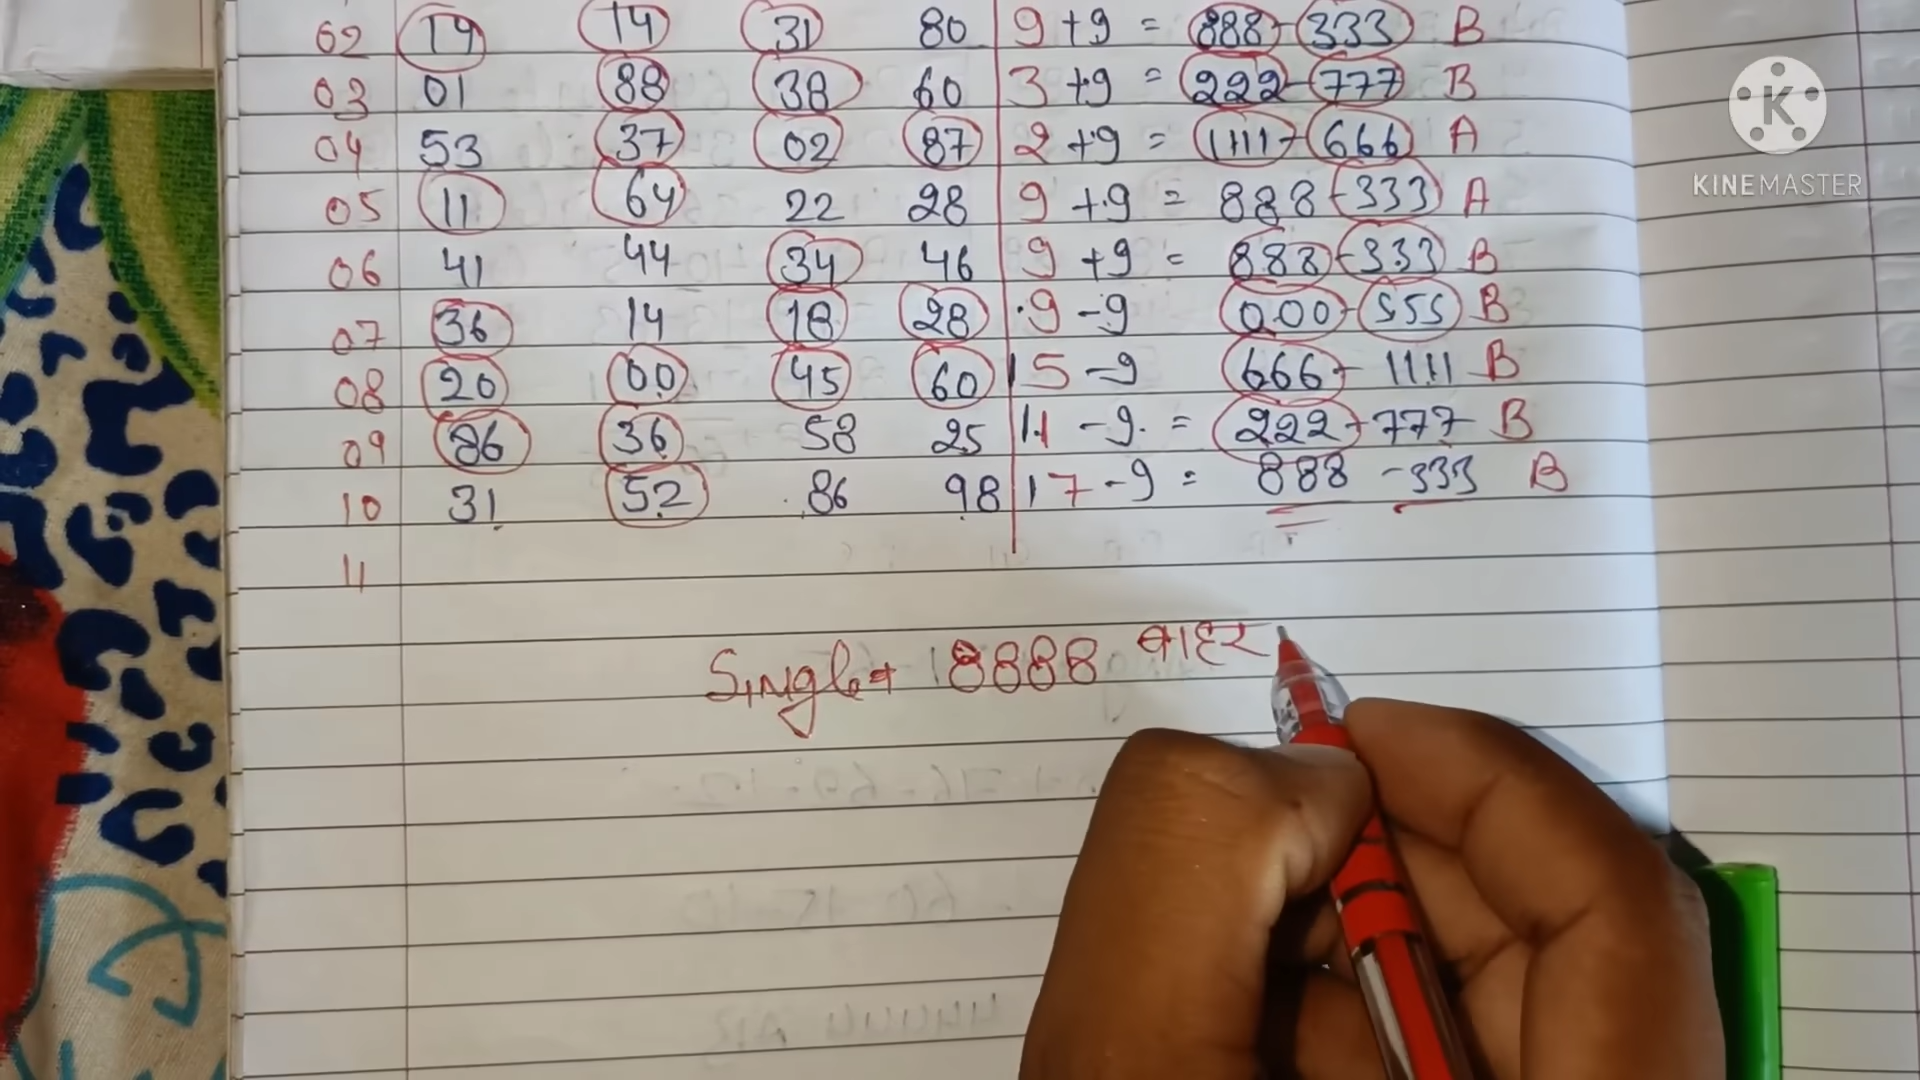 02 19 14 31 80 9 +9 = 888-333 B
03 01 88 38 60 3 +9 = 222-777 B
04 53 37 02 87 2 +9 = 1111-666 A
05 11 64 22 28 9 +9 = 888-333 A
06 41 44 34 46 9 +9 = 888-333 B
07 36 14 18 28 9 -9 000-555 B
08 20 00 45 60 15 -9 666-1111 B
09 86 36 58 25 11 -9 = 222-777 B
10 31 52 86 98 17 -9 = 888 -333 B
11
Single 8888 बाहर
K
KINEMASTER